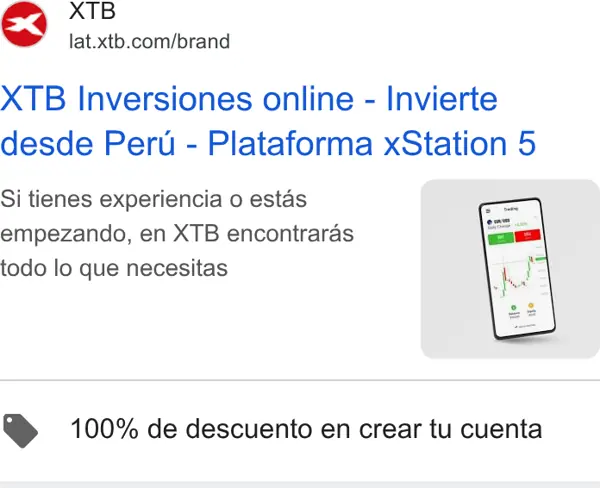 XTB
lat.xtb.com/brand
XTB Inversiones online - Invierte
desde Perú - Plataforma xStation 5
Si tienes experiencia o estás
empezando, en XTB encontrarás
todo lo que necesitas
Trading
100% de descuento en crear tu cuenta